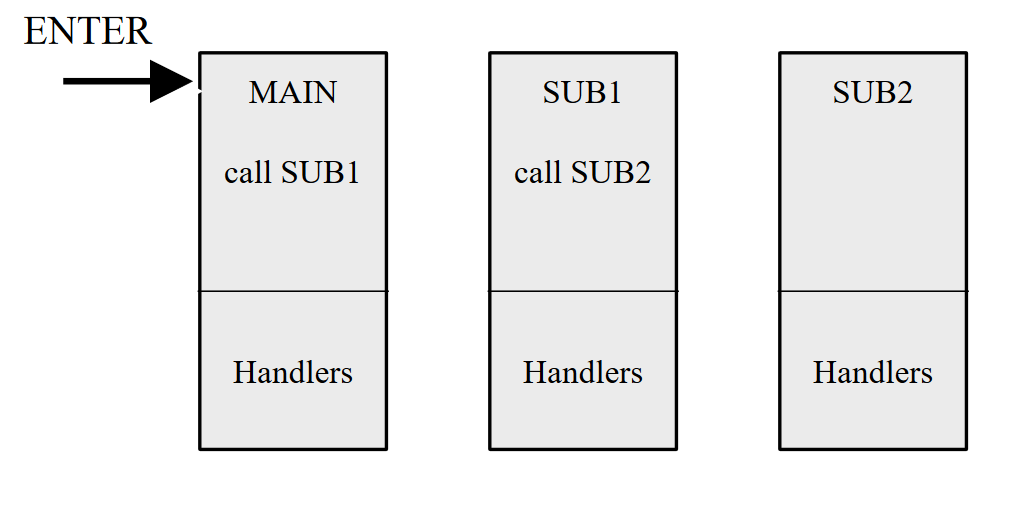 ENTER
MAIN
call SUB1
Handlers
SUB1
call SUB2
Handlers
SUB2
Handlers